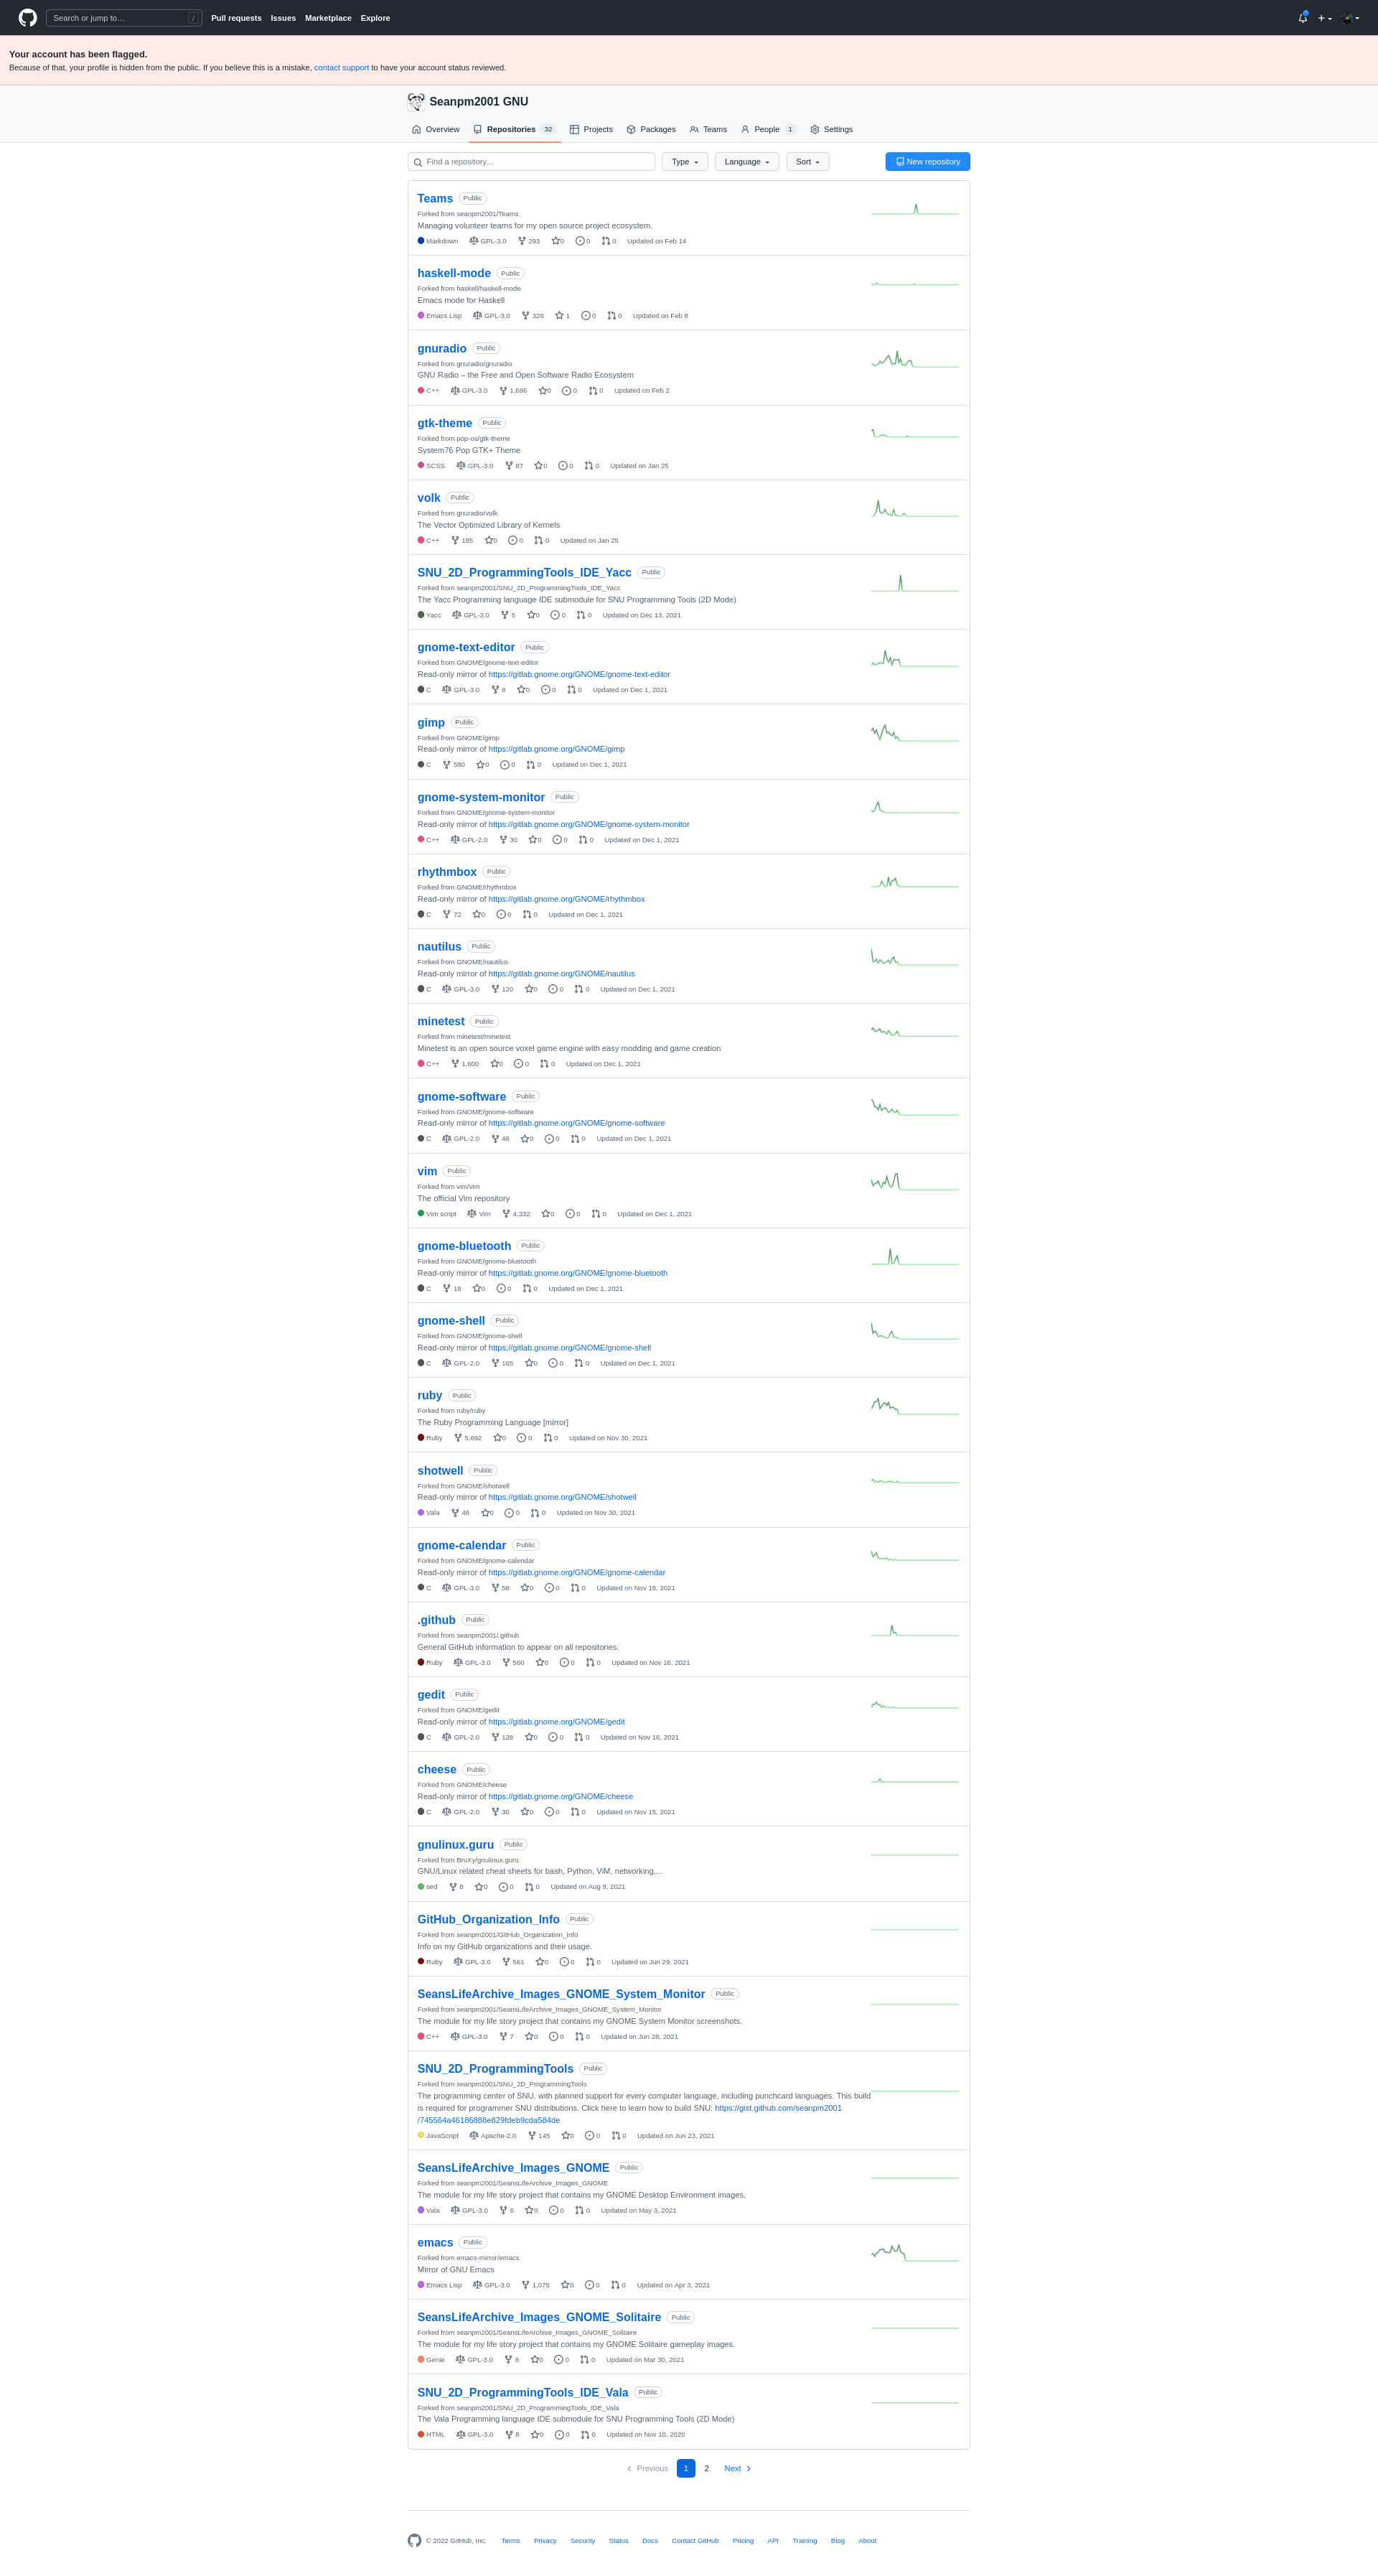 Search or jump to… /
Pull requests Issues Marketplace Explore
Your account has been flagged.
Because of that, your profile is hidden from the public. If you believe this is a mistake, contact support to have your account status reviewed.
Seanpm2001 GNU
Overview Repositories 32 Projects Packages Teams People 1 Settings
Find a repository… Type Language Sort New repository
Teams Public
Forked from seanpm2001/Teams
Managing volunteer teams for my open source project ecosystem.
Markdown GPL-3.0 293 0 0 0 Updated on Feb 14
haskell-mode Public
Forked from haskell/haskell-mode
Emacs mode for Haskell
Emacs Lisp GPL-3.0 326 1 0 0 Updated on Feb 8
gnuradio Public
Forked from gnuradio/gnuradio
GNU Radio – the Free and Open Software Radio Ecosystem
C++ GPL-3.0 1,686 0 0 0 Updated on Feb 2
gtk-theme Public
Forked from pop-os/gtk-theme
System76 Pop GTK+ Theme
SCSS GPL-3.0 87 0 0 0 Updated on Jan 25
volk Public
Forked from gnuradio/volk
The Vector Optimized Library of Kernels
C++ 185 0 0 0 Updated on Jan 25
SNU_2D_ProgrammingTools_IDE_Yacc Public
Forked from seanpm2001/SNU_2D_ProgrammingTools_IDE_Yacc
The Yacc Programming language IDE submodule for SNU Programming Tools (2D Mode)
Yacc GPL-3.0 5 0 0 0 Updated on Dec 13, 2021
gnome-text-editor Public
Forked from GNOME/gnome-text-editor
Read-only mirror of https://gitlab.gnome.org/GNOME/gnome-text-editor
C GPL-3.0 8 0 0 0 Updated on Dec 1, 2021
gimp Public
Forked from GNOME/gimp
Read-only mirror of https://gitlab.gnome.org/GNOME/gimp
C 580 0 0 0 Updated on Dec 1, 2021
gnome-system-monitor Public
Forked from GNOME/gnome-system-monitor
Read-only mirror of https://gitlab.gnome.org/GNOME/gnome-system-monitor
C++ GPL-2.0 30 0 0 0 Updated on Dec 1, 2021
rhythmbox Public
Forked from GNOME/rhythmbox
Read-only mirror of https://gitlab.gnome.org/GNOME/rhythmbox
C 72 0 0 0 Updated on Dec 1, 2021
nautilus Public
Forked from GNOME/nautilus
Read-only mirror of https://gitlab.gnome.org/GNOME/nautilus
C GPL-3.0 120 0 0 0 Updated on Dec 1, 2021
minetest Public
Forked from minetest/minetest
Minetest is an open source voxel game engine with easy modding and game creation
C++ 1,600 0 0 0 Updated on Dec 1, 2021
gnome-software Public
Forked from GNOME/gnome-software
Read-only mirror of https://gitlab.gnome.org/GNOME/gnome-software
C GPL-2.0 48 0 0 0 Updated on Dec 1, 2021
vim Public
Forked from vim/vim
The official Vim repository
Vim script Vim 4,332 0 0 0 Updated on Dec 1, 2021
gnome-bluetooth Public
Forked from GNOME/gnome-bluetooth
Read-only mirror of https://gitlab.gnome.org/GNOME/gnome-bluetooth
C 18 0 0 0 Updated on Dec 1, 2021
gnome-shell Public
Forked from GNOME/gnome-shell
Read-only mirror of https://gitlab.gnome.org/GNOME/gnome-shell
C GPL-2.0 165 0 0 0 Updated on Dec 1, 2021
ruby Public
Forked from ruby/ruby
The Ruby Programming Language [mirror]
Ruby 5,692 0 0 0 Updated on Nov 30, 2021
shotwell Public
Forked from GNOME/shotwell
Read-only mirror of https://gitlab.gnome.org/GNOME/shotwell
Vala 46 0 0 0 Updated on Nov 30, 2021
gnome-calendar Public
Forked from GNOME/gnome-calendar
Read-only mirror of https://gitlab.gnome.org/GNOME/gnome-calendar
C GPL-3.0 58 0 0 0 Updated on Nov 18, 2021
.github Public
Forked from seanpm2001/.github
General GitHub information to appear on all repositories.
Ruby GPL-3.0 560 0 0 0 Updated on Nov 16, 2021
gedit Public
Forked from GNOME/gedit
Read-only mirror of https://gitlab.gnome.org/GNOME/gedit
C GPL-2.0 128 0 0 0 Updated on Nov 16, 2021
cheese Public
Forked from GNOME/cheese
Read-only mirror of https://gitlab.gnome.org/GNOME/cheese
C GPL-2.0 30 0 0 0 Updated on Nov 15, 2021
gnulinux.guru Public
Forked from BruXy/gnulinux.guru
GNU/Linux related cheat sheets for bash, Python, ViM, networking,...
sed 8 0 0 0 Updated on Aug 9, 2021
GitHub_Organization_Info Public
Forked from seanpm2001/GitHub_Organization_Info
Info on my GitHub organizations and their usage.
Ruby GPL-3.0 561 0 0 0 Updated on Jun 29, 2021
SeansLifeArchive_Images_GNOME_System_Monitor Public
Forked from seanpm2001/SeansLifeArchive_Images_GNOME_System_Monitor
The module for my life story project that contains my GNOME System Monitor screenshots.
C++ GPL-3.0 7 0 0 0 Updated on Jun 28, 2021
SNU_2D_ProgrammingTools Public
Forked from seanpm2001/SNU_2D_ProgrammingTools
The programming center of SNU, with planned support for every computer language, including punchcard languages. This build
is required for programmer SNU distributions. Click here to learn how to build SNU: https://gist.github.com/seanpm2001
/745564a46186888e829fdeb9cda584de
JavaScript Apache-2.0 145 0 0 0 Updated on Jun 23, 2021
SeansLifeArchive_Images_GNOME Public
Forked from seanpm2001/SeansLifeArchive_Images_GNOME
The module for my life story project that contains my GNOME Desktop Environment images.
Vala GPL-3.0 6 0 0 0 Updated on May 3, 2021
emacs Public
Forked from emacs-mirror/emacs
Mirror of GNU Emacs
Emacs Lisp GPL-3.0 1,075 0 0 0 Updated on Apr 3, 2021
SeansLifeArchive_Images_GNOME_Solitaire Public
Forked from seanpm2001/SeansLifeArchive_Images_GNOME_Solitaire
The module for my life story project that contains my GNOME Solitaire gameplay images.
Genie GPL-3.0 8 0 0 0 Updated on Mar 30, 2021
SNU_2D_ProgrammingTools_IDE_Vala Public
Forked from seanpm2001/SNU_2D_ProgrammingTools_IDE_Vala
The Vala Programming language IDE submodule for SNU Programming Tools (2D Mode)
HTML GPL-3.0 8 0 0 0 Updated on Nov 10, 2020
Previous 1 2 Next
© 2022 GitHub, Inc. Terms Privacy Security Status Docs Contact GitHub Pricing API Training Blog About